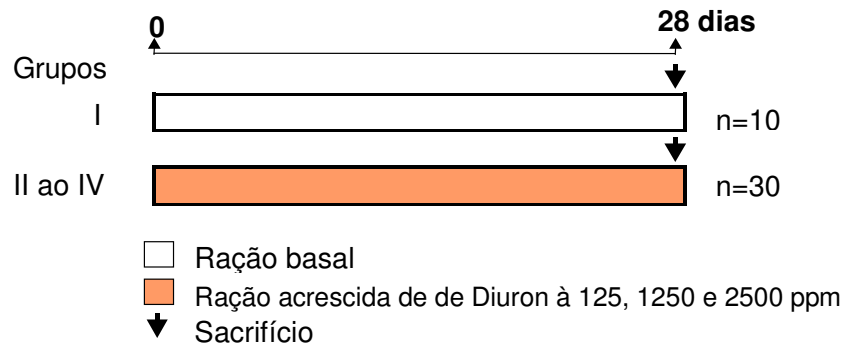 0 28 dias
Grupos
I n=10
II ao IV n=30
Ração basal
Ração acrescida de de Diuron à 125, 1250 e 2500 ppm
Sacrifício